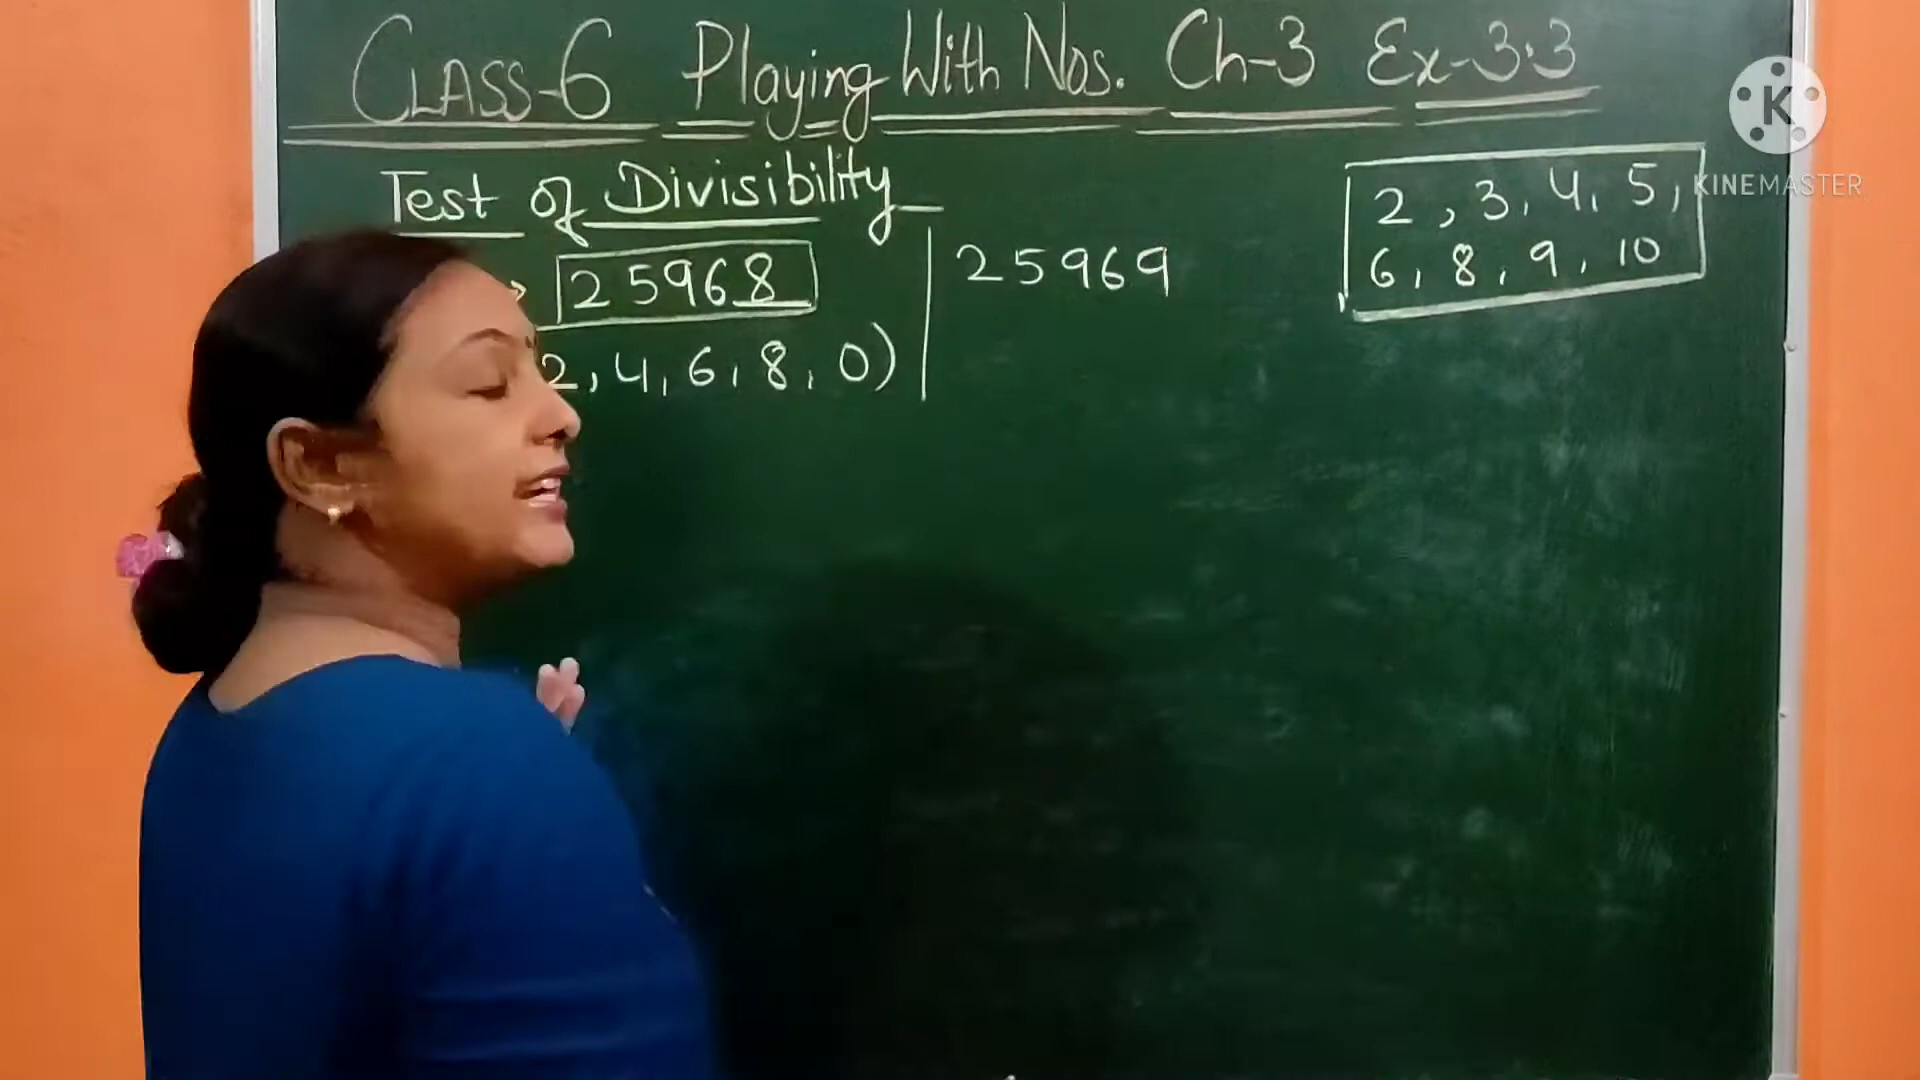 CLASS-6 Playing With Nos. Ch-3 Ex-3.3
Test of Divisibility
25968
2, 4, 6, 8, 0)
25969
2, 3, 4, 5,
6, 8, 9, 10
K
KINEMASTER